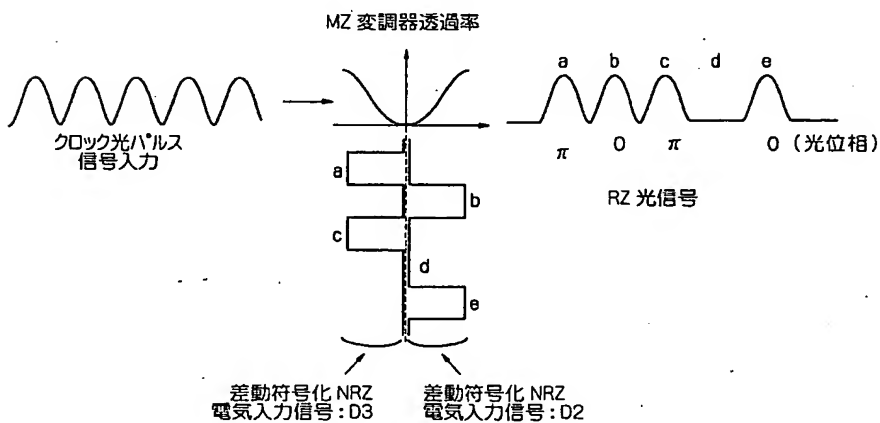 MZ 変調器透過率
a b c d e
クロック光パルス
信号入力
π 0 π 0 (光位相)
RZ 光信号
a
b
c
d
e
差動符号化 NRZ
電気入力信号:D3
差動符号化 NRZ
電気入力信号:D2